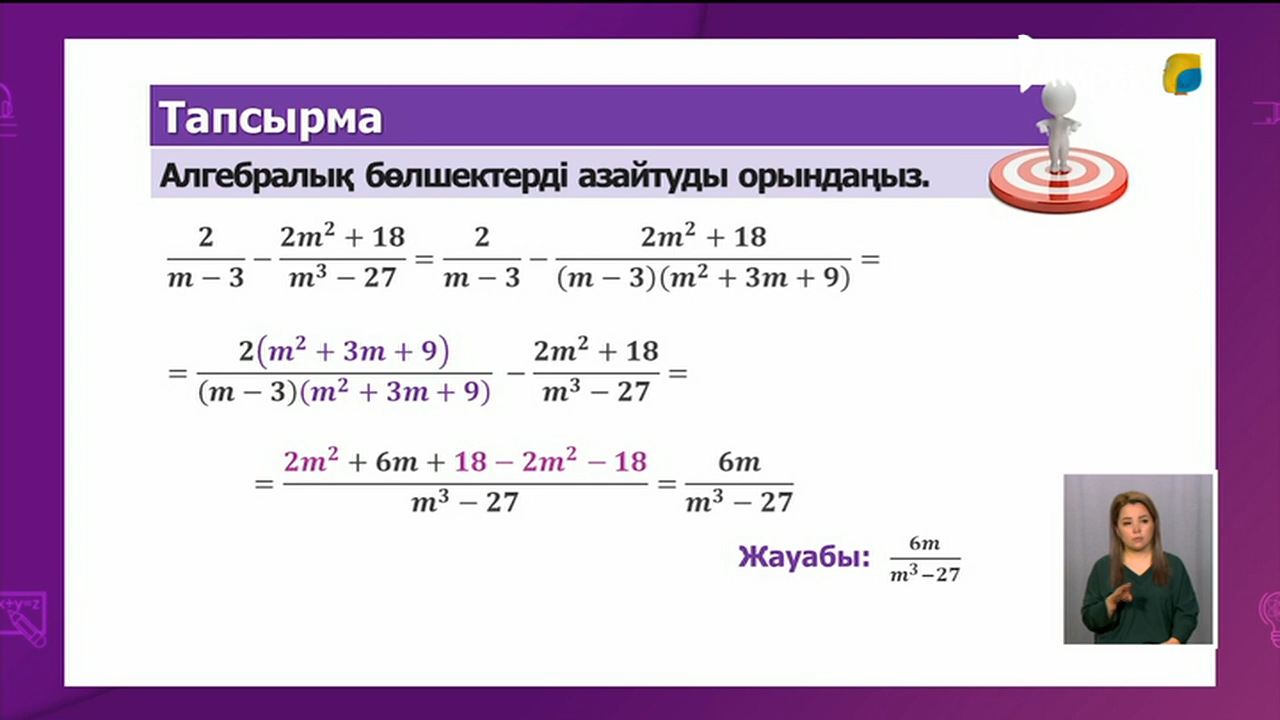 Тапсырма
Алгебралық бөлшектерді азайтуды орындаңыз.
2/(m − 3) − (2m² + 18)/(m³ − 27) = 2/(m − 3) − (2m² + 18)/((m − 3)(m² + 3m + 9)) =
= 2(m² + 3m + 9)/((m − 3)(m² + 3m + 9)) − (2m² + 18)/(m³ − 27) =
= (2m² + 6m + 18 − 2m² − 18)/(m³ − 27) = 6m/(m³ − 27)
Жауабы: 6m/(m³−27)
x+y=z